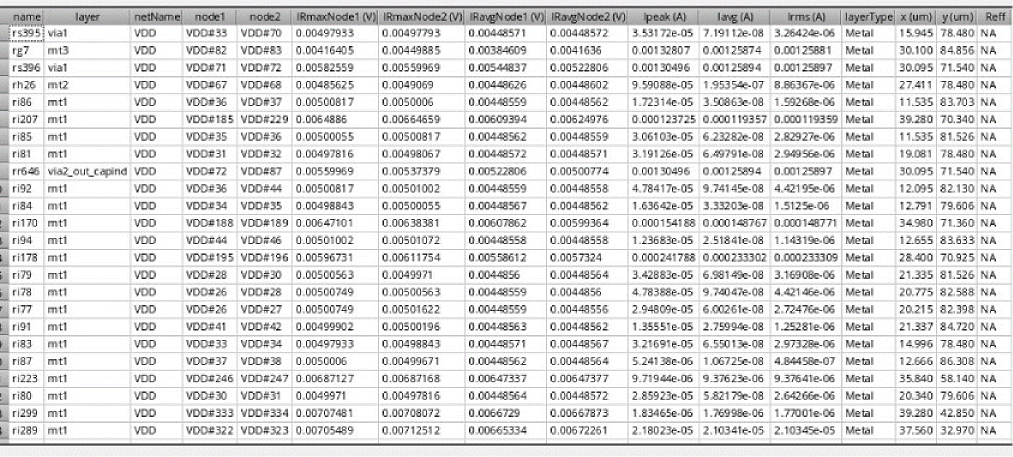 name layer netName node1 node2 IRmaxNode1 (V) IRmaxNode2 (V) IRavgNode1 (V) IRavgNode2 (V) Ipeak (A) Iavg (A) Irms (A) layerType x (um) y (um) Reff
rs395 via1 VDD VDD#33 VDD#70 0.00497933 0.00497793 0.00448571 0.00448572 3.53172e-05 7.19112e-08 3.26424e-06 Metal 15.945 78.480 NA
rg7 mt3 VDD VDD#82 VDD#83 0.00416405 0.00449885 0.00384609 0.0041636 0.00132807 0.00125874 0.00125881 Metal 30.100 84.856 NA
rs396 via1 VDD VDD#71 VDD#72 0.00582559 0.00559969 0.00544837 0.00522806 0.00130496 0.00125894 0.00125897 Metal 30.095 71.540 NA
rh26 mt2 VDD VDD#67 VDD#68 0.00485625 0.0049069 0.00448626 0.00448602 9.59088e-05 1.95354e-07 8.86367e-06 Metal 27.411 78.480 NA
ri86 mt1 VDD VDD#36 VDD#37 0.00500817 0.0050006 0.00448559 0.00448562 1.72314e-05 3.50863e-08 1.59268e-06 Metal 11.535 83.703 NA
ri207 mt1 VDD VDD#185 VDD#229 0.0064886 0.00664659 0.00609394 0.00624976 0.000123725 0.000119357 0.000119359 Metal 39.280 70.340 NA
ri85 mt1 VDD VDD#35 VDD#36 0.00500055 0.00500817 0.00448562 0.00448559 3.06103e-05 6.23282e-08 2.82927e-06 Metal 11.535 81.526 NA
ri81 mt1 VDD VDD#31 VDD#32 0.00497816 0.00498067 0.00448572 0.00448571 3.19126e-05 6.49791e-08 2.94956e-06 Metal 19.081 78.480 NA
rr646 via2_out_capind VDD VDD#72 VDD#87 0.00559969 0.00537379 0.00522806 0.00500774 0.00130496 0.00125894 0.00125897 Metal 30.095 71.540 NA
ri92 mt1 VDD VDD#36 VDD#44 0.00500817 0.00501002 0.00448559 0.00448558 4.78417e-05 9.74145e-08 4.42195e-06 Metal 12.095 82.130 NA
ri84 mt1 VDD VDD#34 VDD#35 0.00498843 0.00500055 0.00448567 0.00448562 1.63642e-05 3.33203e-08 1.5125e-06 Metal 12.791 79.606 NA
ri170 mt1 VDD VDD#188 VDD#189 0.00647101 0.00638381 0.00607862 0.00599364 0.000154188 0.000148767 0.000148771 Metal 34.980 71.360 NA
ri94 mt1 VDD VDD#44 VDD#46 0.00501002 0.00501072 0.00448558 0.00448558 1.23683e-05 2.51841e-08 1.14319e-06 Metal 12.655 83.633 NA
ri178 mt1 VDD VDD#195 VDD#196 0.00596731 0.00611754 0.00558612 0.0057324 0.000241788 0.000233302 0.000233309 Metal 28.400 70.925 NA
ri79 mt1 VDD VDD#28 VDD#30 0.00500563 0.0049971 0.0044856 0.00448564 3.42883e-05 6.98149e-08 3.16908e-06 Metal 21.335 81.526 NA
ri78 mt1 VDD VDD#26 VDD#28 0.00500749 0.00500563 0.00448559 0.0044856 4.78388e-05 9.74047e-08 4.42146e-06 Metal 20.775 82.588 NA
ri77 mt1 VDD VDD#26 VDD#27 0.00500749 0.00501622 0.00448559 0.00448556 2.94809e-05 6.00261e-08 2.72476e-06 Metal 20.215 82.398 NA
ri91 mt1 VDD VDD#41 VDD#42 0.00499902 0.00500196 0.00448563 0.00448562 1.35551e-05 2.75994e-08 1.25281e-06 Metal 21.337 84.720 NA
ri83 mt1 VDD VDD#33 VDD#34 0.00497933 0.00498843 0.00448571 0.00448567 3.21691e-05 6.55013e-08 2.97328e-06 Metal 14.996 78.480 NA
ri87 mt1 VDD VDD#37 VDD#38 0.0050006 0.00499671 0.00448562 0.00448564 5.24138e-06 1.06725e-08 4.84458e-07 Metal 12.666 86.308 NA
ri223 mt1 VDD VDD#246 VDD#247 0.00687127 0.00687168 0.00647337 0.00647377 9.71944e-06 9.37623e-06 9.37641e-06 Metal 35.840 58.140 NA
ri80 mt1 VDD VDD#30 VDD#31 0.0049971 0.00497816 0.00448564 0.00448572 2.85923e-05 5.82179e-08 2.64266e-06 Metal 20.340 79.606 NA
ri299 mt1 VDD VDD#333 VDD#334 0.00707481 0.00708072 0.0066729 0.00667873 1.83465e-06 1.76998e-06 1.77001e-06 Metal 39.280 42.850 NA
ri289 mt1 VDD VDD#322 VDD#323 0.00705489 0.00712512 0.00665334 0.00672261 2.18023e-05 2.10341e-05 2.10345e-05 Metal 37.560 32.970 NA